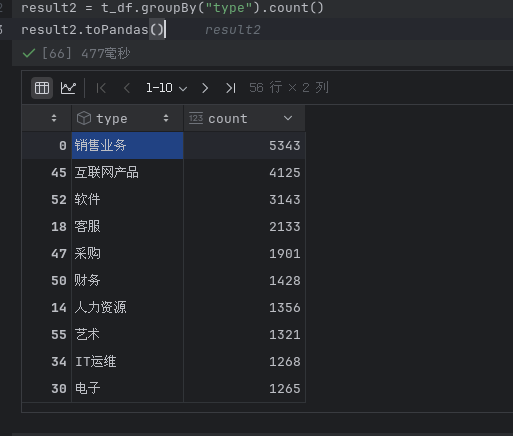 result2 = t_df.groupBy("type").count()
result2.toPandas() result2
[66] 477毫秒
1-10 56 行 × 2 列
type 123 count
0 销售业务 5343
45 互联网产品 4125
52 软件 3143
18 客服 2133
47 采购 1901
50 财务 1428
14 人力资源 1356
55 艺术 1321
34 IT运维 1268
30 电子 1265